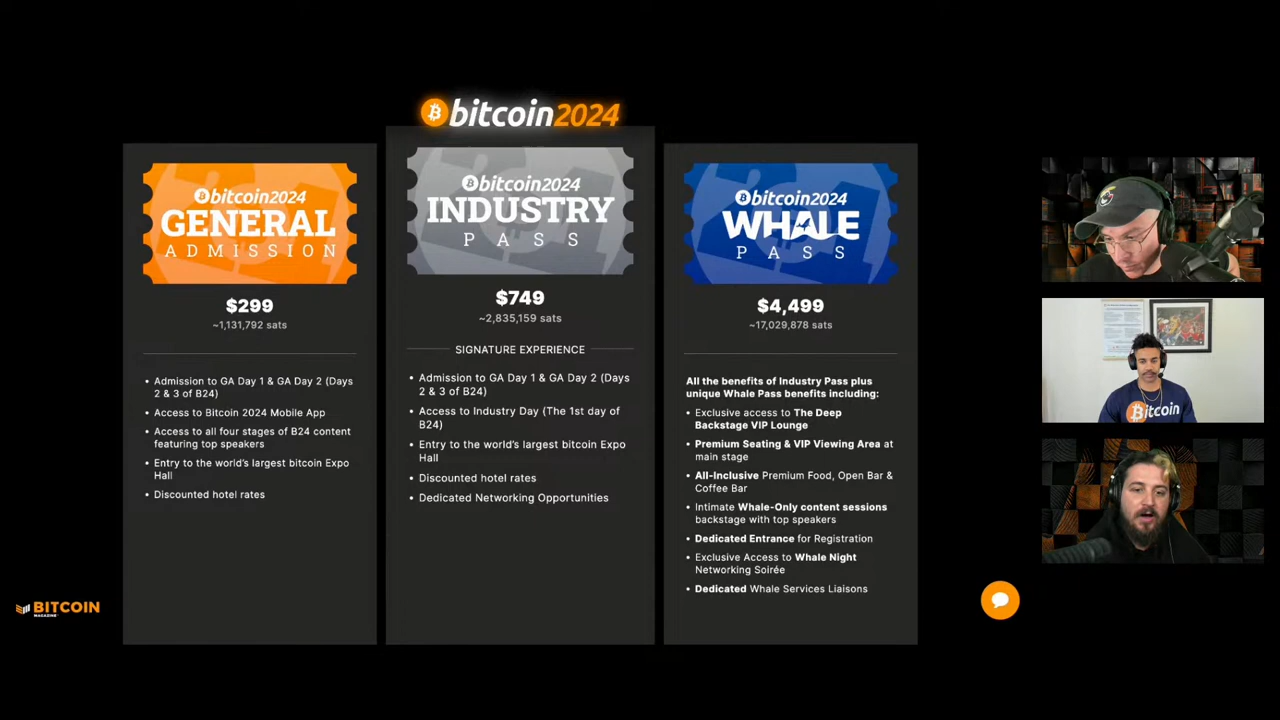 bitcoin2024
bitcoin2024
GENERAL
ADMISSION
$299
~1,131,792 sats
• Admission to GA Day 1 & GA Day 2 (Days
2 & 3 of B24)
• Access to Bitcoin 2024 Mobile App
• Access to all four stages of B24 content
featuring top speakers
• Entry to the world's largest bitcoin Expo
Hall
• Discounted hotel rates
bitcoin2024
INDUSTRY
PASS
$749
~2,835,159 sats
SIGNATURE EXPERIENCE
• Admission to GA Day 1 & GA Day 2 (Days
2 & 3 of B24)
• Access to Industry Day (The 1st day of
B24)
• Entry to the world's largest bitcoin Expo
Hall
• Discounted hotel rates
• Dedicated Networking Opportunities
bitcoin2024
WHALE
PASS
$4,499
~17,029,878 sats
All the benefits of Industry Pass plus
unique Whale Pass benefits including:
• Exclusive access to The Deep
Backstage VIP Lounge
• Premium Seating & VIP Viewing Area at
main stage
• All-Inclusive Premium Food, Open Bar &
Coffee Bar
• Intimate Whale-Only content sessions
backstage with top speakers
• Dedicated Entrance for Registration
• Exclusive Access to Whale Night
Networking Soirée
• Dedicated Whale Services Liaisons
BITCOIN
MAGAZINE
Bitcoin